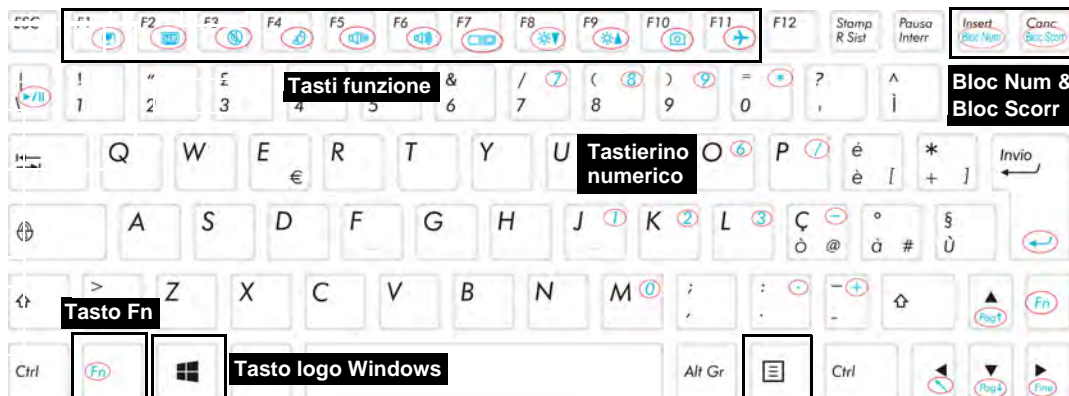 ESC F1 F2 F3 F4 F5 F6 F7 F8 F9 F10 F11 F12 Stamp R Sist Pausa Interr Insert Bloc Num Canc Bloc Scorr
Tasti funzione
Bloc Num &
Bloc Scorr
| \ ! 1 " 2 £ 3 4 5 & 6 / 7 7 ( 8 8 ) 9 9 = 0 * ? ' ^ Ì
Q W E € R T Y U O 6 P / é è [ * + ] Invio
Tastierino
numerico
A S D F G H J 1 K 2 L 3 Ç ò @ − ° à # § Ù
> Z X C V B N M 0 ; , : . . − - + Pag↑ Fn
Tasto Fn
Ctrl Fn Alt Gr Ctrl Pag↓ Fine
Tasto logo Windows